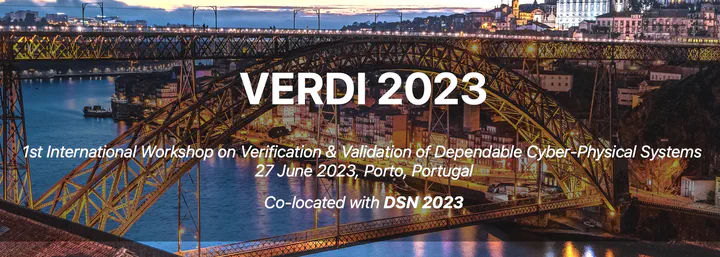 VERDI 2023
1st International Workshop on Verification & Validation of Dependable Cyber-Physical Systems
27 June 2023, Porto, Portugal
Co-located with DSN 2023